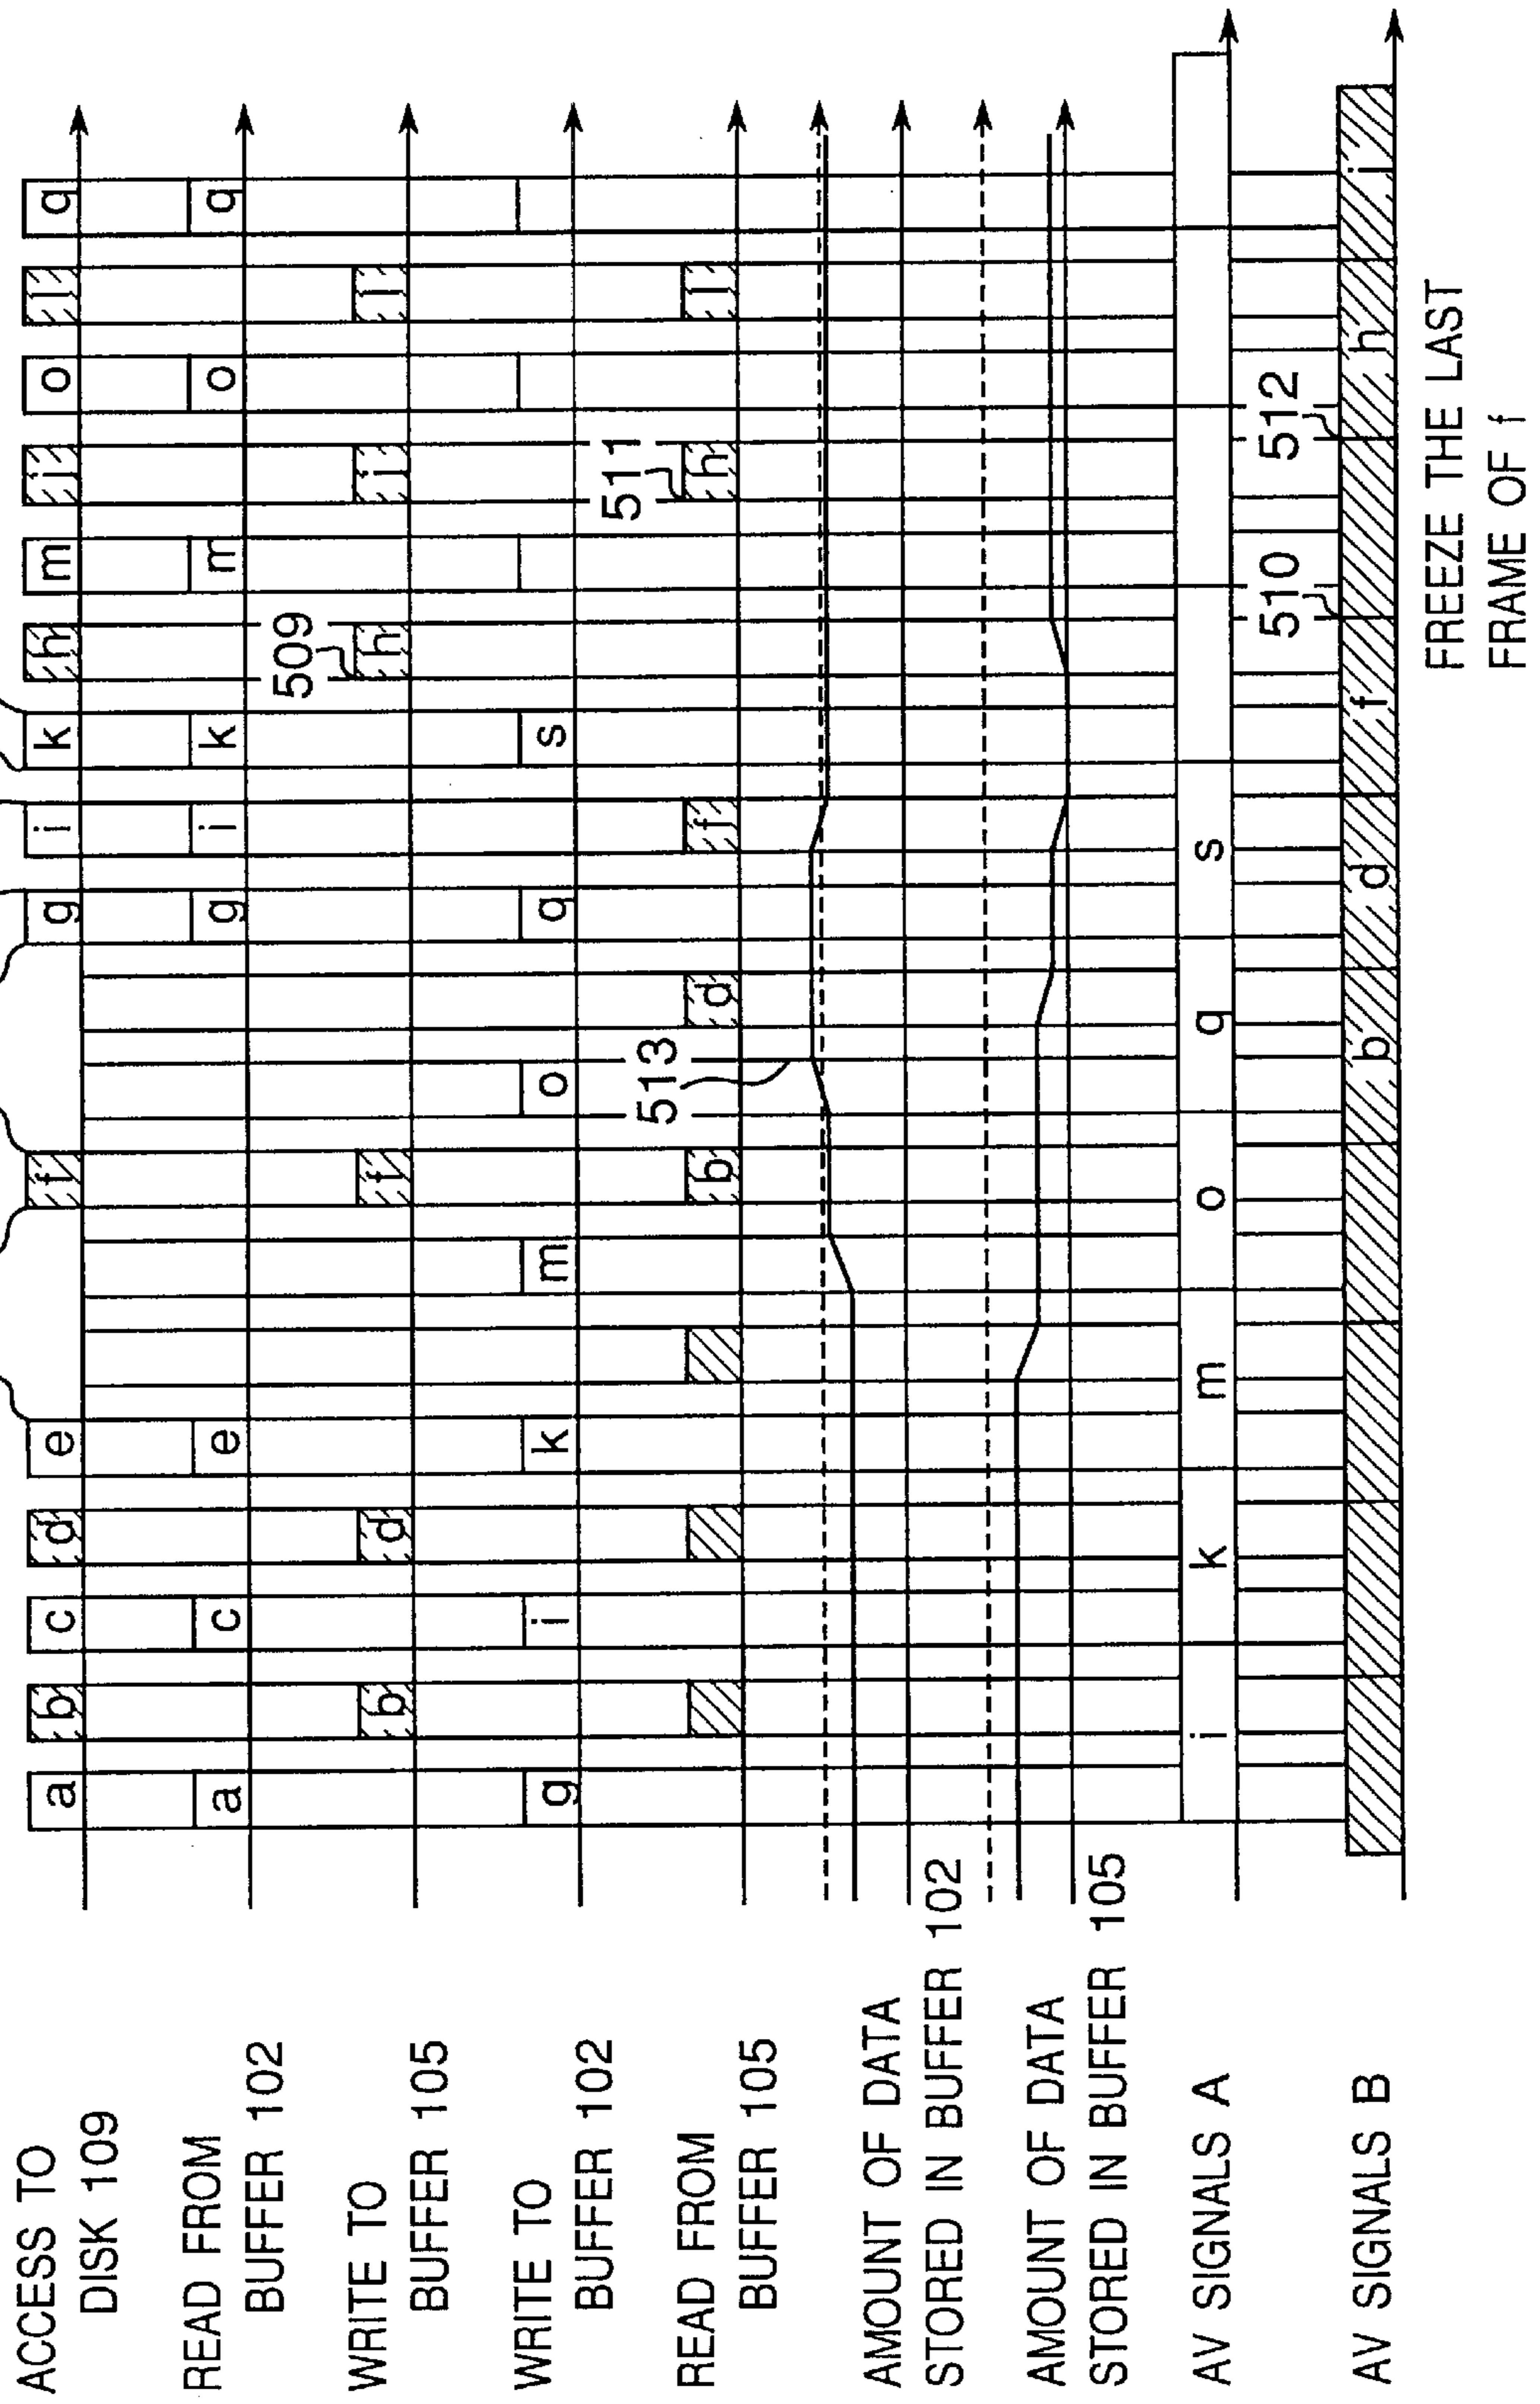 ACCESS TO
DISK 109
a b c d e f g i k h m j o l q
READ FROM
BUFFER 102
a c e g i k m o q
WRITE TO
BUFFER 105
b d f 509 h j l
WRITE TO
BUFFER 102
g i k m o q s
READ FROM
BUFFER 105
b d f 511 h j
513
AMOUNT OF DATA
STORED IN BUFFER 102
AMOUNT OF DATA
STORED IN BUFFER 105
AV SIGNALS A
i k m o q s
510 512
AV SIGNALS B
b d f h j
FREEZE THE LAST
FRAME OF f